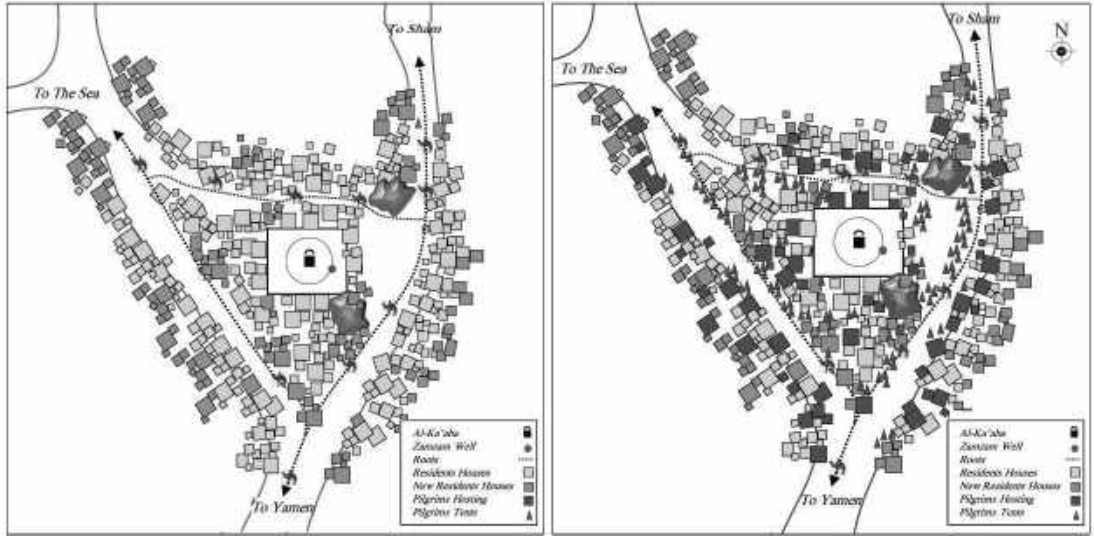 To Sham
To The Sea
To Yamen
Al-Ka'aba
Zamzam Well
Roots
Residents Houses
New Residents Houses
Pilgrims Hosting
Pilgrims Tents
To Sham
N
To The Sea
To Yamen
Al-Ka'aba
Zamzam Well
Roots
Residents Houses
New Residents Houses
Pilgrims Hosting
Pilgrims Tents